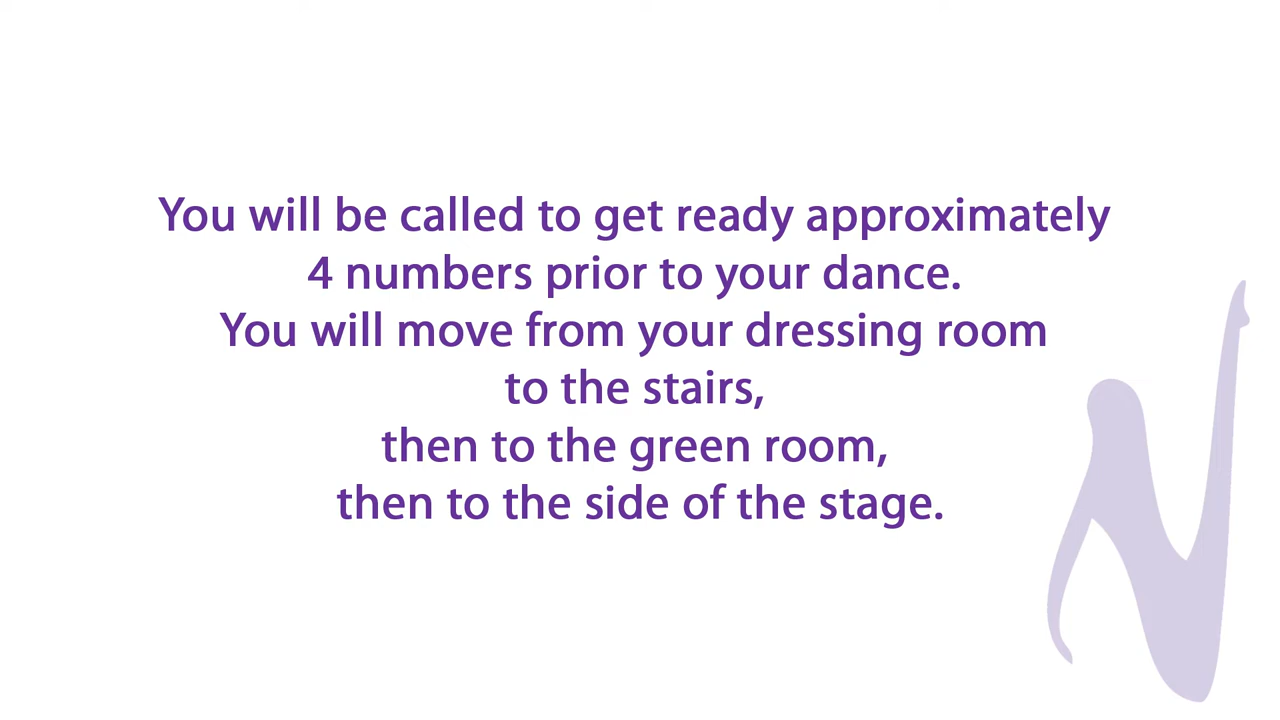 You will be called to get ready approximately
4 numbers prior to your dance.
You will move from your dressing room
to the stairs,
then to the green room,
then to the side of the stage.